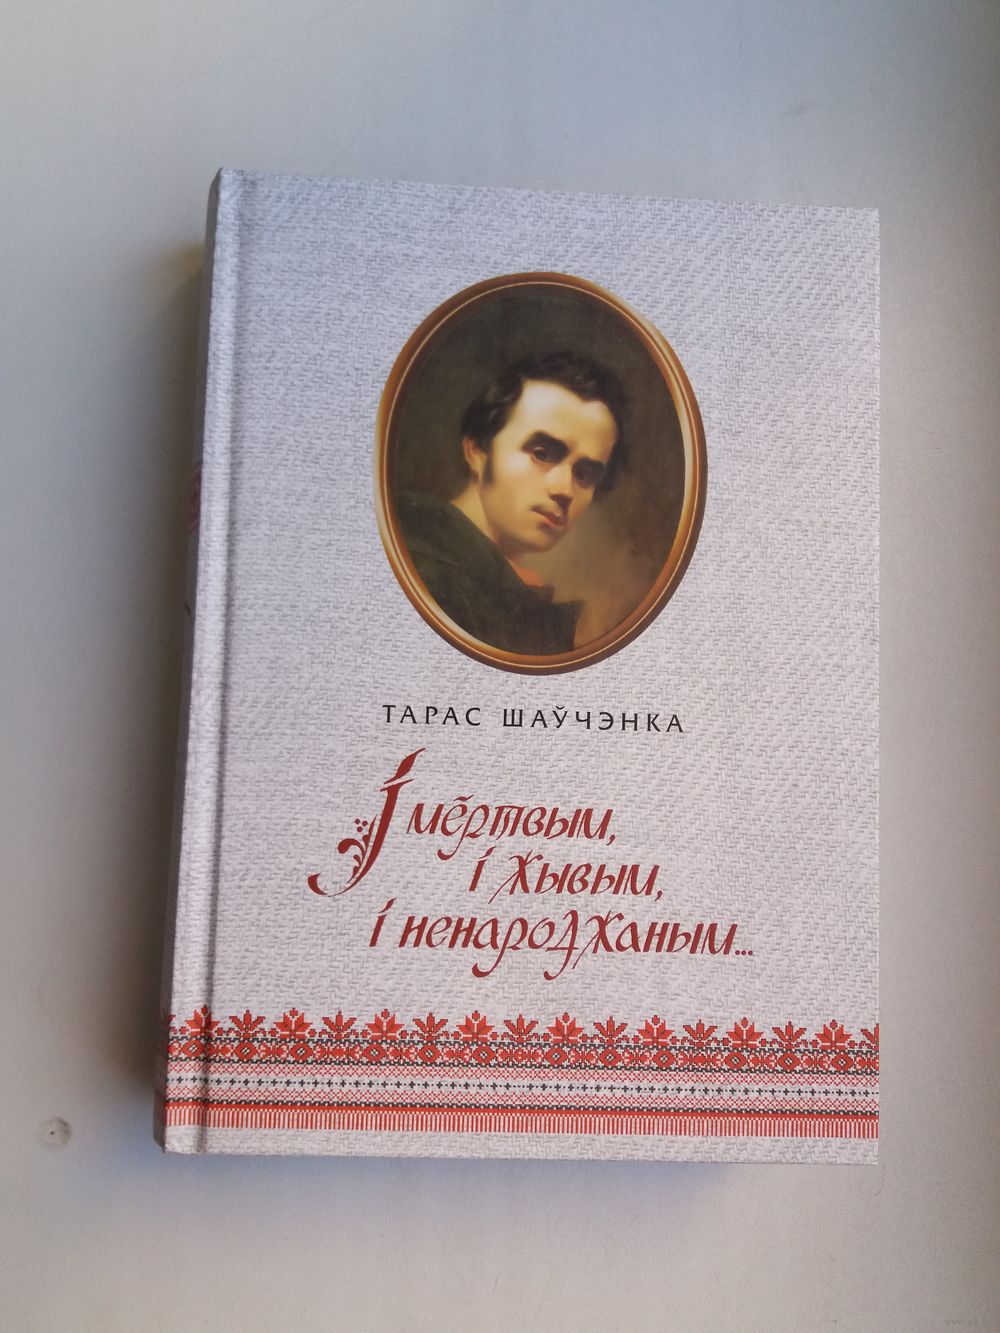 ТАРАС ШАЎЧЭНКА
І мёртвым,
і жывым,
і ненароджаным...